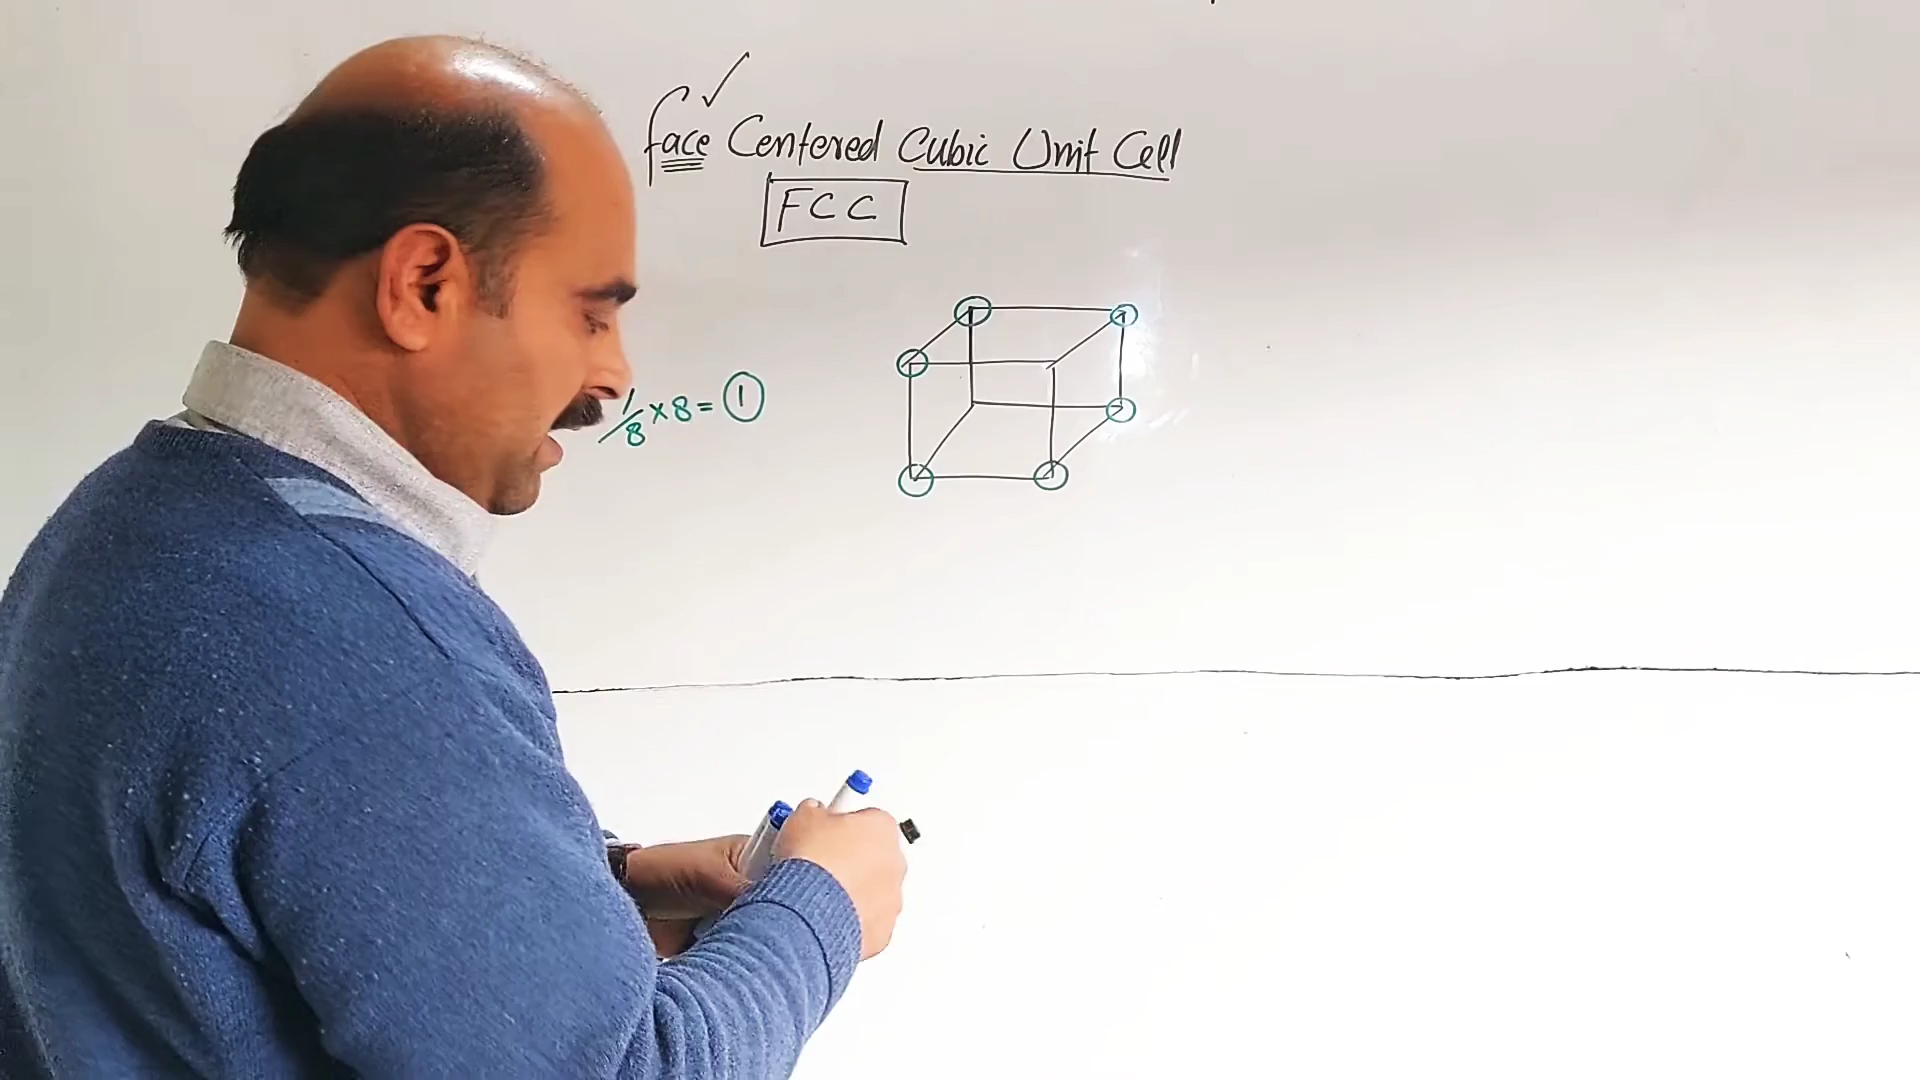 face Centered Cubic Unit Cell
FCC
1/8 × 8 = 1